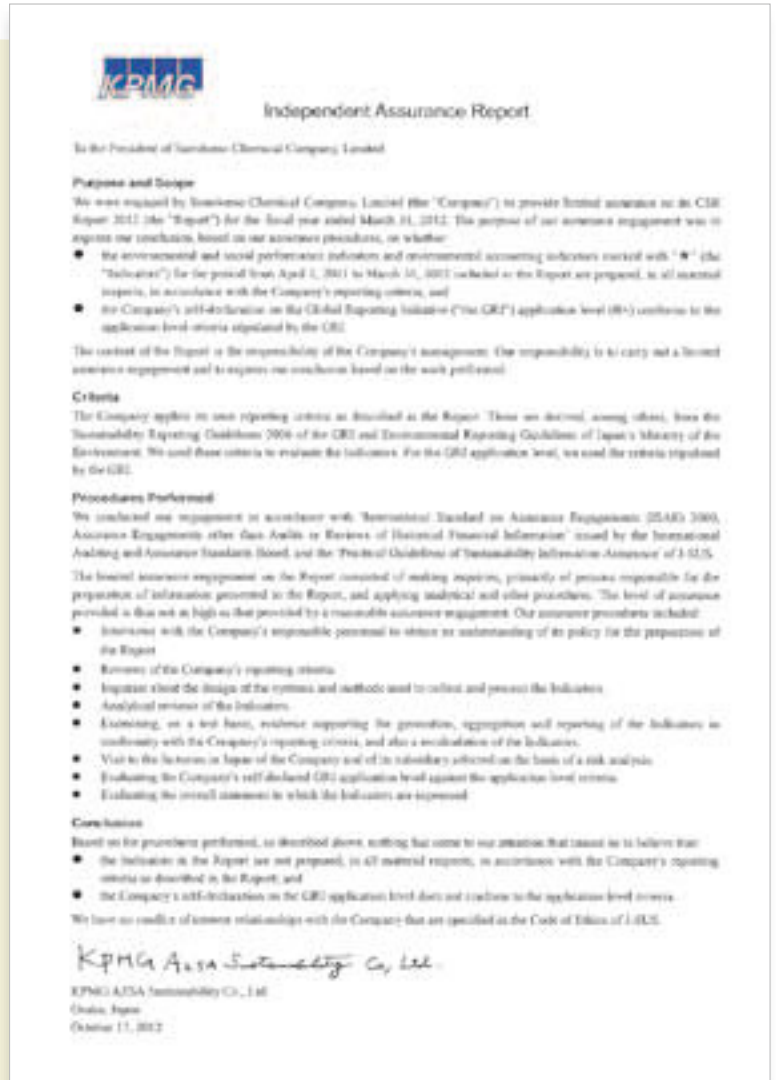 KPMG
Independent Assurance Report
To the President of Sumitomo Chemical Company, Limited
Purpose and Scope
We were engaged by Sumitomo Chemical Company, Limited (the "Company") to provide limited assurance on its CSR
Report 2012 (the "Report") for the fiscal year ended March 31, 2012. The purpose of our assurance engagement was to
express our conclusion, based on our assurance procedures, on whether:
● the environmental and social performance indicators and environmental accounting indicators marked with "★" (the
"Indicators") for the period from April 1, 2011 to March 31, 2012 included in the Report are prepared, in all material
respects, in accordance with the Company's reporting criteria; and
● the Company's self-declaration on the Global Reporting Initiative ("the GRI") application level (B+) conforms to the
application level criteria stipulated by the GRI.
The content of the Report is the responsibility of the Company's management. Our responsibility is to carry out a limited
assurance engagement and to express our conclusion based on the work performed.
Criteria
The Company applies its own reporting criteria as described in the Report. These are derived, among others, from the
Sustainability Reporting Guidelines 2006 of the GRI and Environmental Reporting Guidelines of Japan's Ministry of the
Environment. We used these criteria to evaluate the Indicators. For the GRI application level, we used the criteria stipulated
by the GRI.
Procedures Performed
We conducted our engagement in accordance with 'International Standard on Assurance Engagements (ISAE) 3000,
Assurance Engagements other than Audits or Reviews of Historical Financial Information' issued by the International
Auditing and Assurance Standards Board, and the 'Practical Guidelines of Sustainability Information Assurance' of J-SUS.
The limited assurance engagement on the Report consisted of making inquiries, primarily of persons responsible for the
preparation of information presented in the Report, and applying analytical and other procedures. The level of assurance
provided is thus not as high as that provided by a reasonable assurance engagement. Our assurance procedures included:
● Interviews with the Company's responsible personnel to obtain an understanding of its policy for the preparation of
the Report.
● Reviews of the Company's reporting criteria.
● Inquiries about the design of the systems and methods used to collect and process the Indicators.
● Analytical reviews of the Indicators.
● Examining, on a test basis, evidence supporting the generation, aggregation and reporting of the Indicators in
conformity with the Company's reporting criteria, and also a recalculation of the Indicators.
● Visit to the factories in Japan of the Company and of its subsidiary selected on the basis of a risk analysis.
● Evaluating the Company's self-declared GRI application level against the application level criteria.
● Evaluating the overall statement in which the Indicators are expressed.
Conclusion
Based on the procedures performed, as described above, nothing has come to our attention that causes us to believe that:
● the Indicators in the Report are not prepared, in all material respects, in accordance with the Company's reporting
criteria as described in the Report; and
● the Company's self-declaration on the GRI application level does not conform to the application level criteria.
We have no conflict of interest relationships with the Company that are specified in the Code of Ethics of J-SUS.
KPMG AZSA Sustainability Co., Ltd.
KPMG AZSA Sustainability Co., Ltd.
Osaka, Japan
October 17, 2012